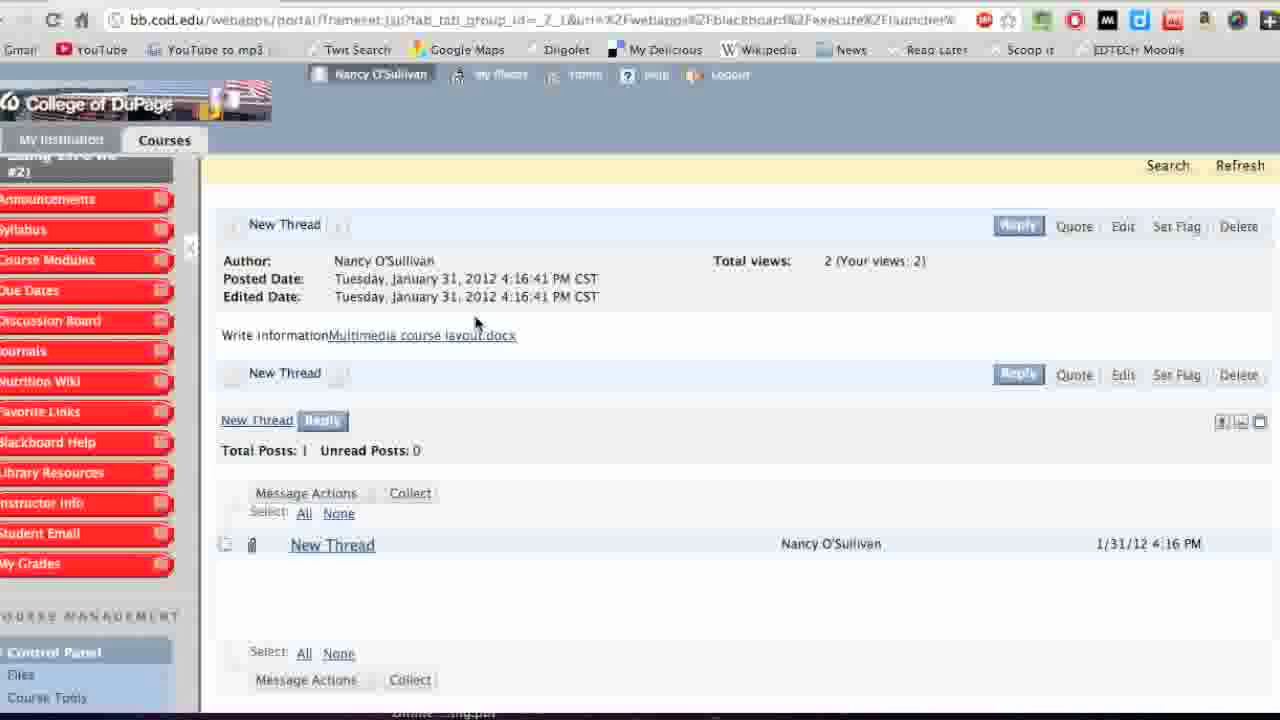 bb.cod.edu/webapps/portal/frameset.jsp?tab_tab_group_id=_2_1&url=%2Fwebapps%2Fblackboard%2Fexecute%2Flauncher%
Gmail YouTube YouTube to mp3 Twit Search Google Maps Diigolet My Delicious Wikipedia News Read Later Scoop it EDTECH Moodle
Nancy O'Sullivan My Places Home Help Logout
College of DuPage
My Institution Courses
#2)
Search Refresh
Announcements
Syllabus
Course Modules
Due Dates
Discussion Board
Journals
Nutrition Wiki
Favorite Links
Blackboard Help
Library Resources
Instructor Info
Student Email
My Grades
COURSE MANAGEMENT
Control Panel
Files
Course Tools
New Thread Reply Quote Edit Set Flag Delete
Author: Nancy O'Sullivan Total views: 2 (Your views: 2)
Posted Date: Tuesday, January 31, 2012 4:16:41 PM CST
Edited Date: Tuesday, January 31, 2012 4:16:41 PM CST
Write informationMultimedia course layout.docx
New Thread Reply Quote Edit Set Flag Delete
New Thread Reply
Total Posts: 1 Unread Posts: 0
Message Actions Collect
Select: All None
New Thread Nancy O'Sullivan 1/31/12 4:16 PM
Select: All None
Message Actions Collect